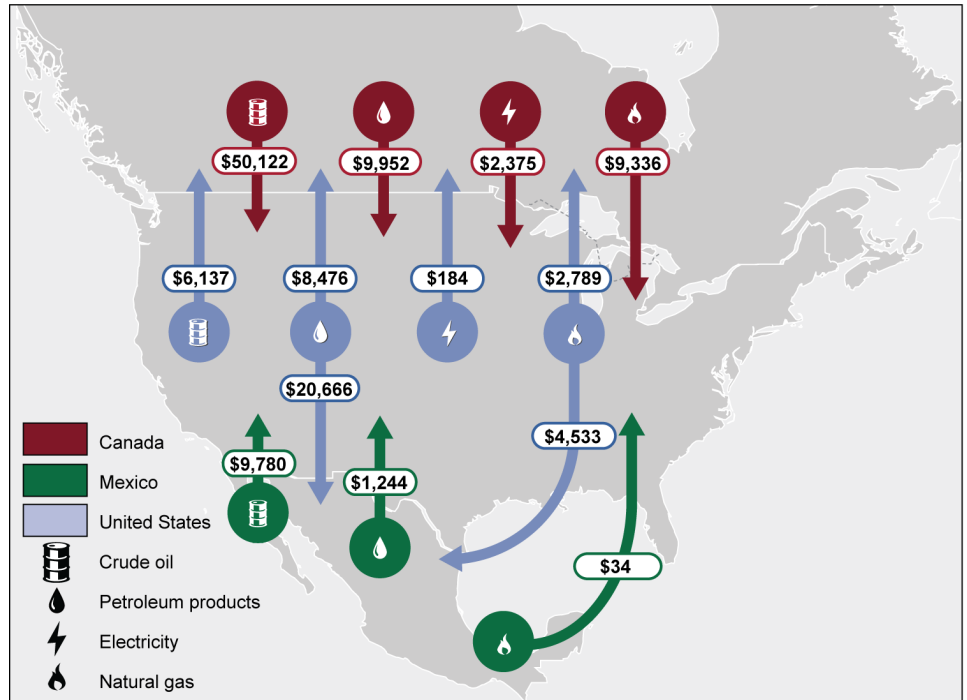 $50,122
$9,952
$2,375
$9,336
$6,137
$8,476
$184
$2,789
$20,666
$4,533
$9,780
$1,244
$34
Canada
Mexico
United States
Crude oil
Petroleum products
Electricity
Natural gas